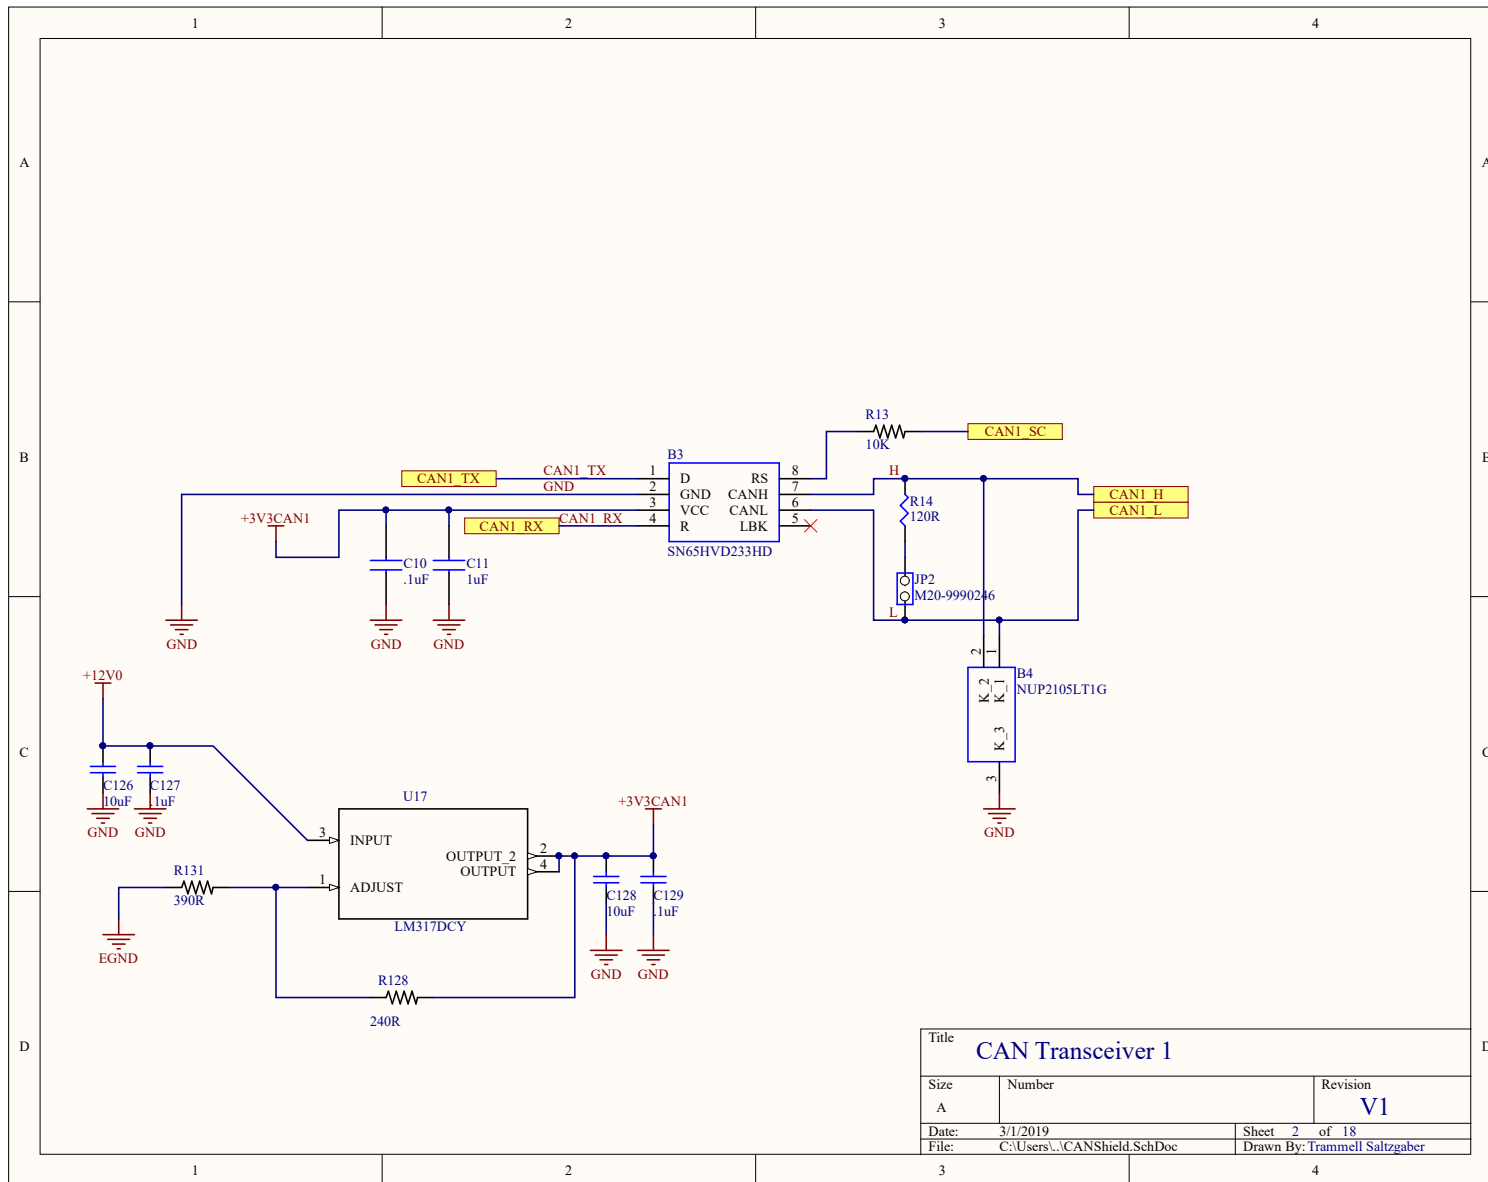 1 2 3 4
A A
B B
C C
D D
R13
10K
CAN1_SC
B3
CAN1_TX CAN1_TX 1 D RS 8
GND 2 GND CANH 7
+3V3CAN1 3 VCC CANL 6
CAN1_RX CAN1_RX 4 R LBK 5
SN65HVD233HD
H
R14
120R
CAN1_H
CAN1_L
C10
.1uF
C11
1uF
JP2
M20-9990246
L
GND GND GND
2 1
B4
NUP2105LT1G
K_2 K_1
K_3
3
GND
+12V0
C126
10uF
C127
.1uF
GND GND
U17
3 INPUT
OUTPUT_2 2
OUTPUT 4
1 ADJUST
LM317DCY
+3V3CAN1
R131
390R
EGND
C128
10uF
C129
.1uF
GND GND
R128
240R
Title
CAN Transceiver 1
Size Number Revision
A V1
Date: 3/1/2019 Sheet 2 of 18
File: C:\Users\..\CANShield.SchDoc Drawn By: Trammell Saltzgaber
1 2 3 4